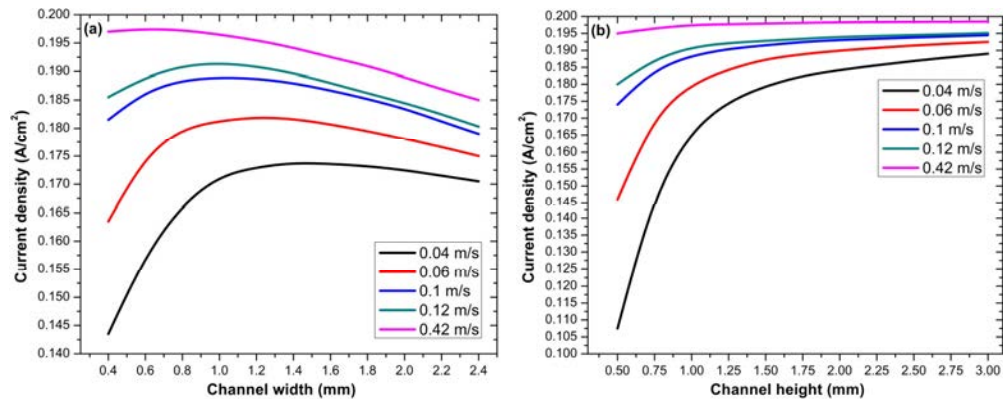 (a)
Current density (A/cm²)
0.200
0.195
0.190
0.185
0.180
0.175
0.170
0.165
0.160
0.155
0.150
0.145
0.140
0.04 m/s
0.06 m/s
0.1 m/s
0.12 m/s
0.42 m/s
0.4 0.6 0.8 1.0 1.2 1.4 1.6 1.8 2.0 2.2 2.4
Channel width (mm)
(b)
Current density (A/cm²)
0.200
0.195
0.190
0.185
0.180
0.175
0.170
0.165
0.160
0.155
0.150
0.145
0.140
0.135
0.130
0.125
0.120
0.115
0.110
0.105
0.100
0.04 m/s
0.06 m/s
0.1 m/s
0.12 m/s
0.42 m/s
0.50 0.75 1.00 1.25 1.50 1.75 2.00 2.25 2.50 2.75 3.00
Channel height (mm)